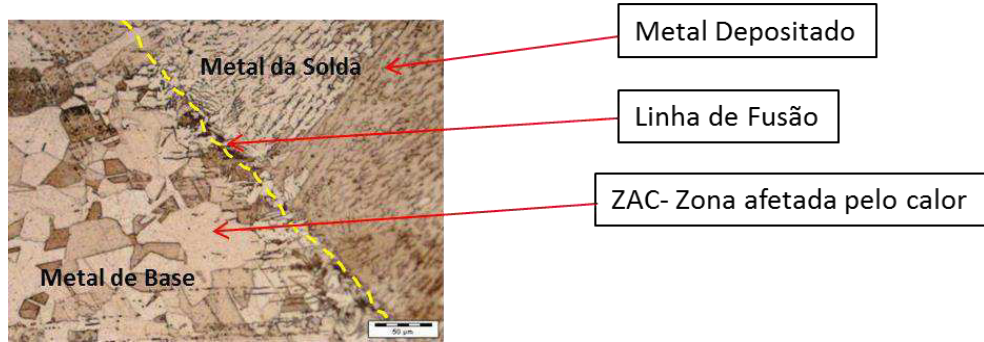 Metal Depositado
Metal da Solda
Linha de Fusão
ZAC- Zona afetada pelo calor
Metal de Base
50 µm